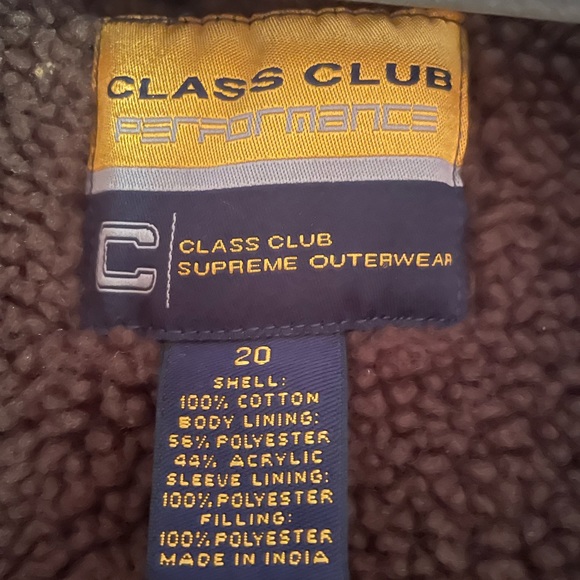 CLASS CLUB
PERFORMANCE
C
CLASS CLUB
SUPREME OUTERWEAR
20
SHELL:
100% COTTON
BODY LINING:
56% POLYESTER
44% ACRYLIC
SLEEVE LINING:
100% POLYESTER
FILLING:
100% POLYESTER
MADE IN INDIA